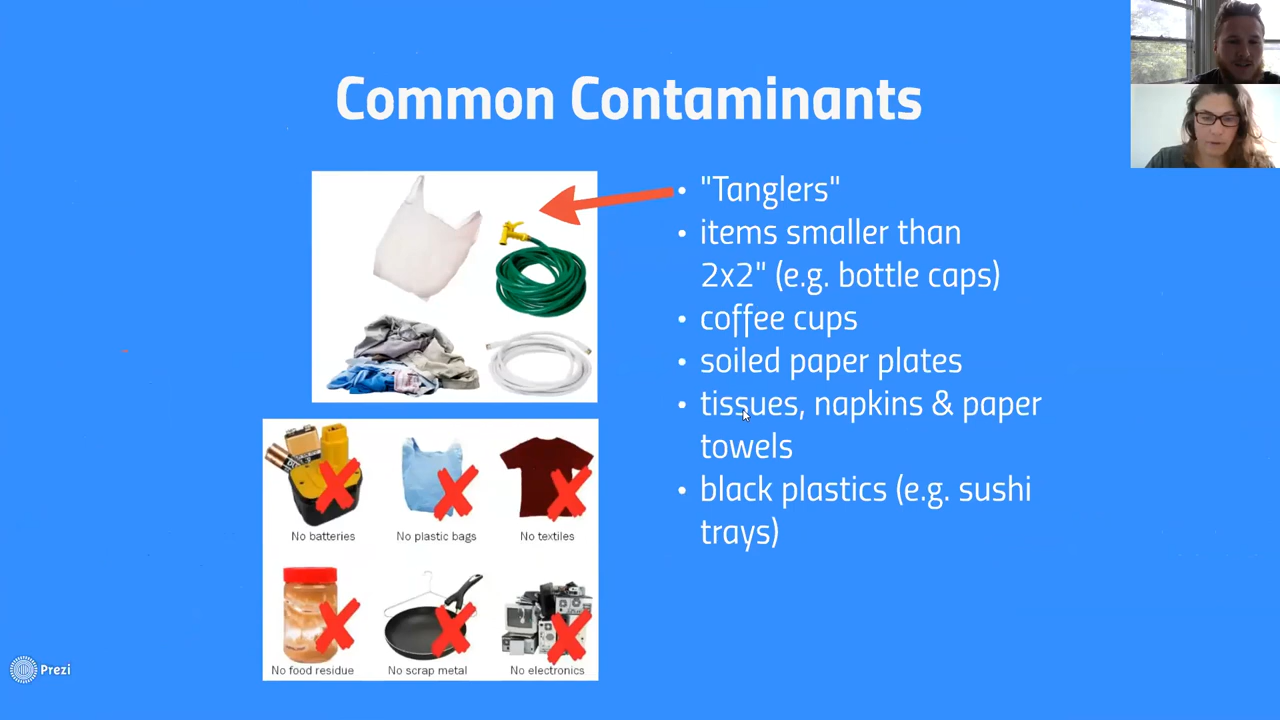 Common Contaminants
"Tanglers"
items smaller than
2x2" (e.g. bottle caps)
coffee cups
soiled paper plates
tissues, napkins & paper
towels
black plastics (e.g. sushi
trays)
No batteries
No plastic bags
No textiles
No food residue
No scrap metal
No electronics
Prezi